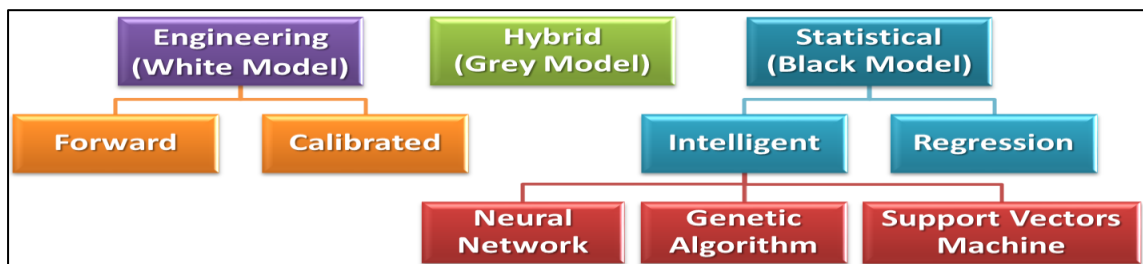 Engineering
(White Model)
Hybrid
(Grey Model)
Statistical
(Black Model)
Forward
Calibrated
Intelligent
Regression
Neural
Network
Genetic
Algorithm
Support Vectors
Machine